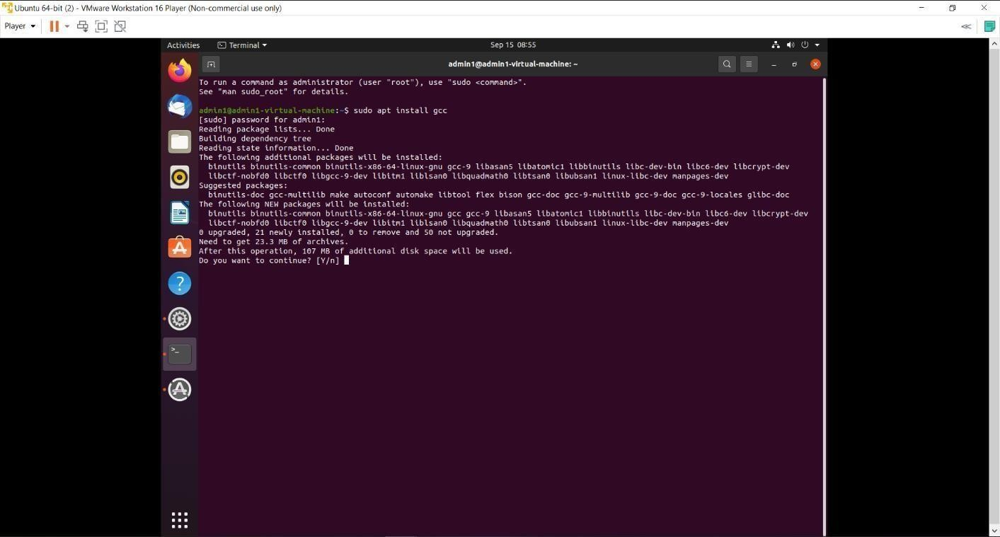 Ubuntu 64-bit (2) - VMware Workstation 16 Player (Non-commercial use only)
Player
Activities
Terminal
Sep 15 08:55
admin1@admin1-virtual-machine: ~
To run a command as administrator (user "root"), use "sudo <command>".
See "man sudo_root" for details.
admin1@admin1-virtual-machine:~$ sudo apt install gcc
[sudo] password for admin1:
Reading package lists... Done
Building dependency tree
Reading state information... Done
The following additional packages will be installed:
binutils binutils-common binutils-x86-64-linux-gnu gcc-9 libasan5 libatomic1 libbinutils libc-dev-bin libc6-dev libcrypt-dev
libctf-nobfd0 libctf0 libgcc-9-dev libitm1 liblsan0 libquadmath0 libtsan0 libubsan1 linux-libc-dev manpages-dev
Suggested packages:
binutils-doc gcc-multilib make autoconf automake libtool flex bison gcc-doc gcc-9-multilib gcc-9-doc gcc-9-locales glibc-doc
The following NEW packages will be installed:
binutils binutils-common binutils-x86-64-linux-gnu gcc gcc-9 libasan5 libatomic1 libbinutils libc-dev-bin libc6-dev libcrypt-dev
libctf-nobfd0 libctf0 libgcc-9-dev libitm1 liblsan0 libquadmath0 libtsan0 libubsan1 linux-libc-dev manpages-dev
0 upgraded, 21 newly installed, 0 to remove and 50 not upgraded.
Need to get 23.3 MB of archives.
After this operation, 107 MB of additional disk space will be used.
Do you want to continue? [Y/n]